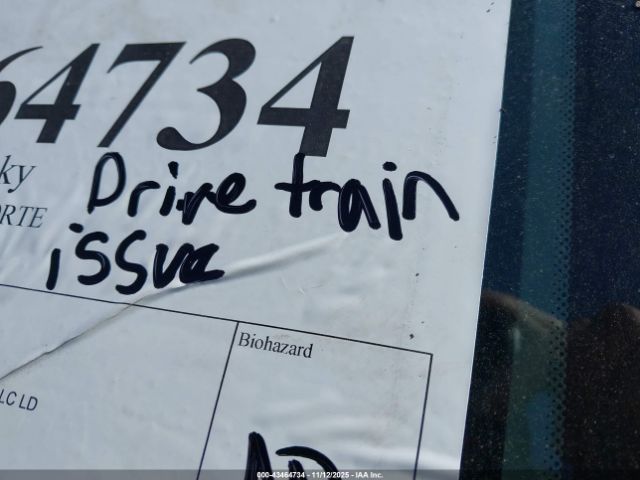 64734
ky
ORTE
Drive train
issue
Biohazard
LC LD
000-43464734 - 11/12/2025 - IAA Inc.